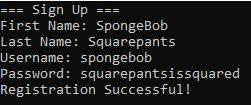 === Sign Up ===
First Name: SpongeBob
Last Name: Squarepants
Username: spongebob
Password: squarepantsissquared
Registration Successful!